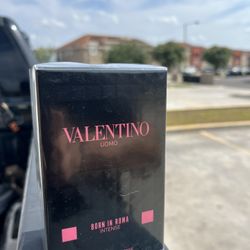 VALENTINO
UOMO
BORN IN ROMA
INTENSE